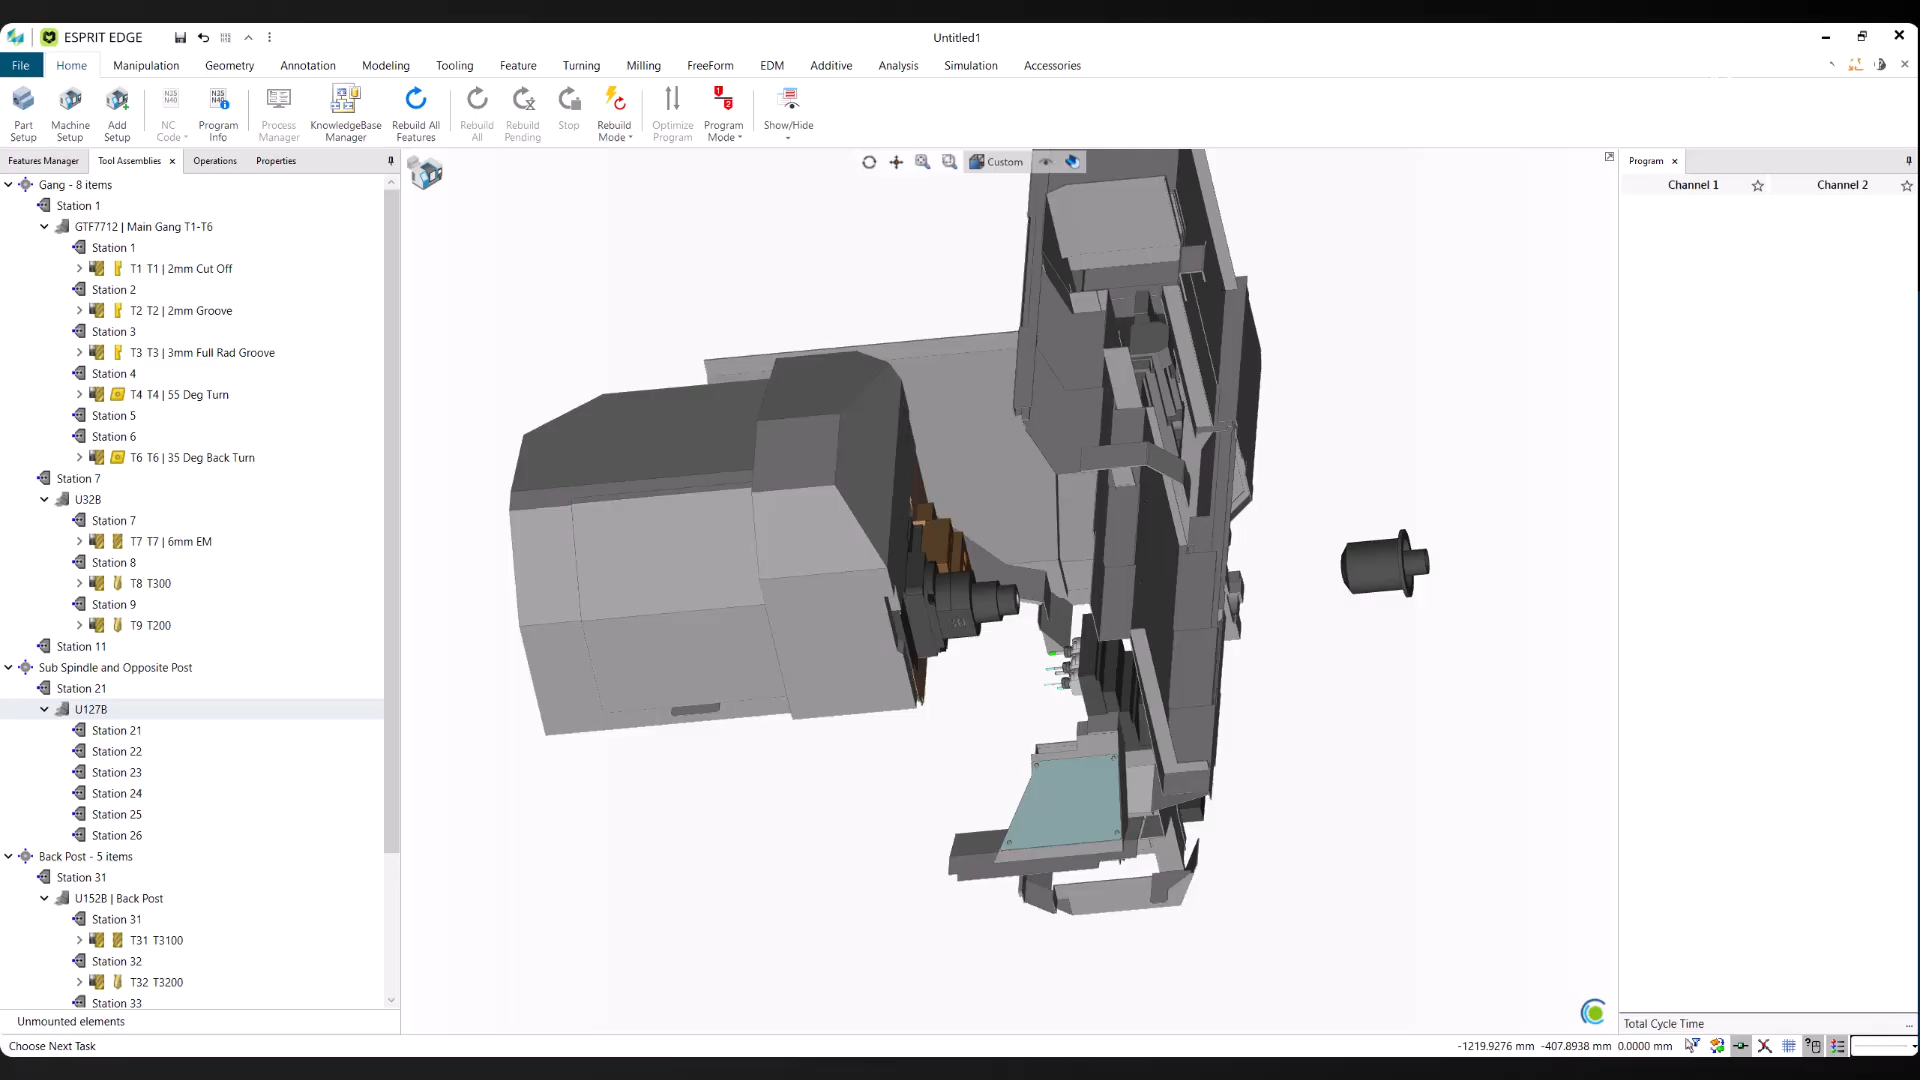 ESPRIT EDGE
Untitled1
File Home Manipulation Geometry Annotation Modeling Tooling Feature Turning Milling FreeForm EDM Additive Analysis Simulation Accessories
Part Setup
Machine Setup
Add Setup
NC Code
Program Info
Process Manager
KnowledgeBase Manager
Rebuild All Features
Rebuild All
Rebuild Pending
Stop
Rebuild Mode
Optimize Program
Program Mode
Show/Hide
Features Manager Tool Assemblies Operations Properties
Custom
Program
Channel 1 Channel 2
Gang - 8 items
Station 1
GTF7712 | Main Gang T1-T6
Station 1
T1 T1 | 2mm Cut Off
Station 2
T2 T2 | 2mm Groove
Station 3
T3 T3 | 3mm Full Rad Groove
Station 4
T4 T4 | 55 Deg Turn
Station 5
Station 6
T6 T6 | 35 Deg Back Turn
Station 7
U32B
Station 7
T7 T7 | 6mm EM
Station 8
T8 T300
Station 9
T9 T200
Station 11
Sub Spindle and Opposite Post
Station 21
U127B
Station 21
Station 22
Station 23
Station 24
Station 25
Station 26
Back Post - 5 items
Station 31
U152B | Back Post
Station 31
T31 T3100
Station 32
T32 T3200
Station 33
Unmounted elements
Total Cycle Time ...
Choose Next Task
-1219.9276 mm -407.8938 mm 0.0000 mm